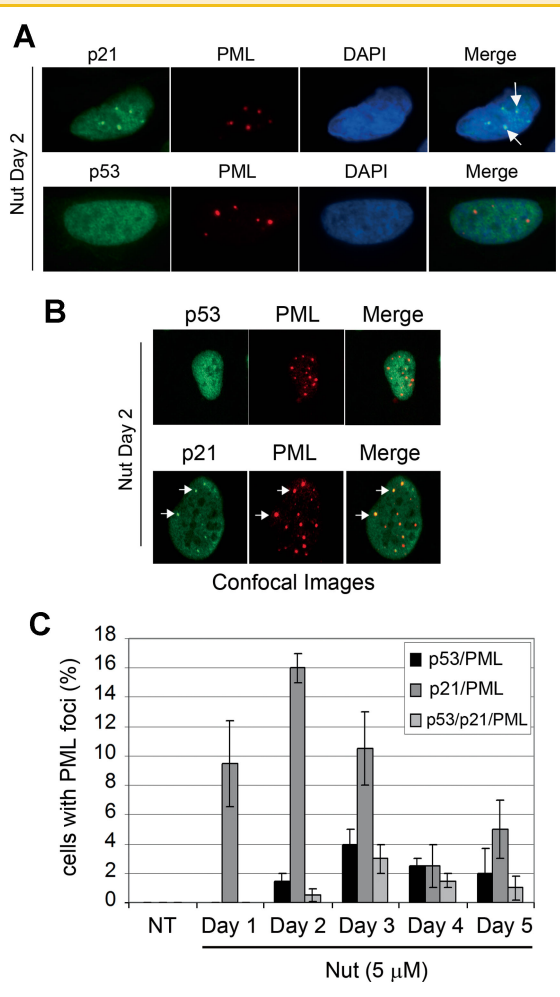 A
p21 PML DAPI Merge
Nut Day 2
p53 PML DAPI Merge
B
p53 PML Merge
Nut Day 2
p21 PML Merge
Confocal Images
C
cells with PML foci (%)
18
16
14
12
10
8
6
4
2
0
p53/PML
p21/PML
p53/p21/PML
NT Day 1 Day 2 Day 3 Day 4 Day 5
Nut (5 μM)